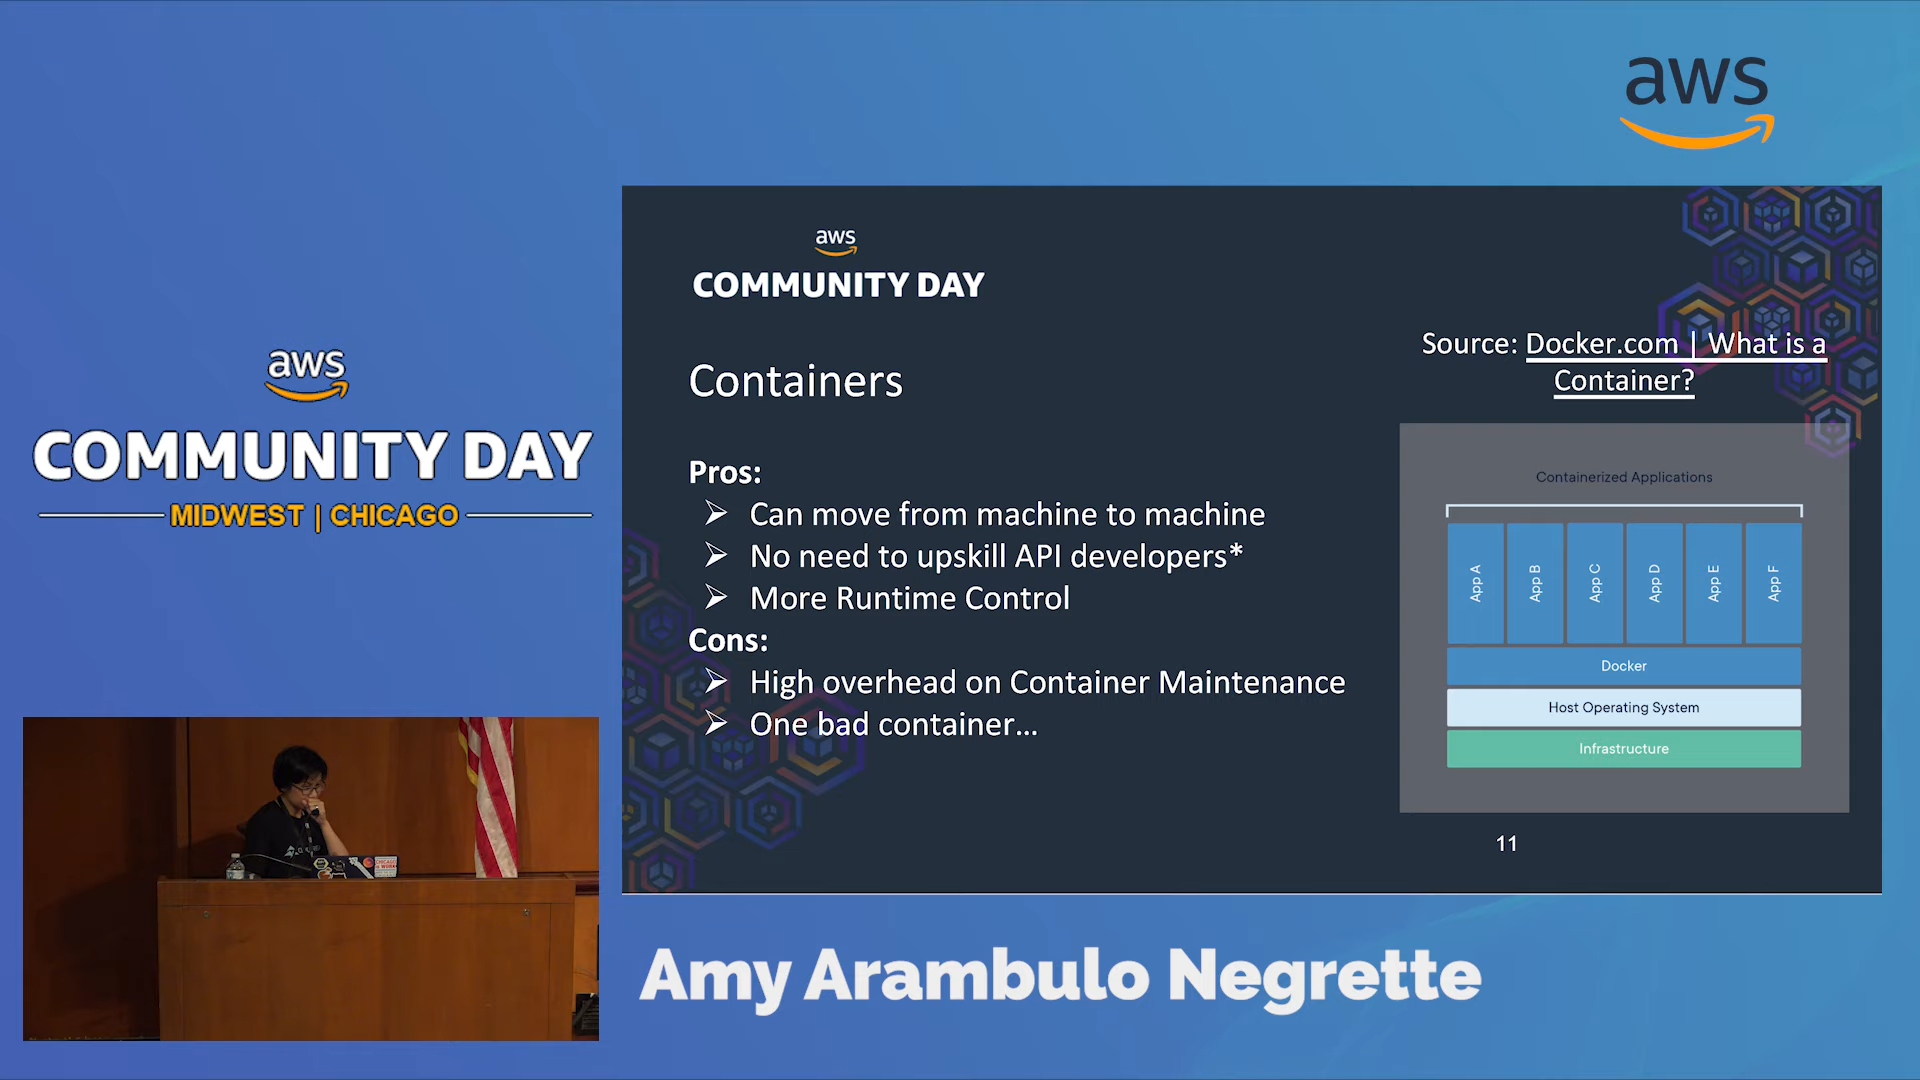 aws
aws
COMMUNITY DAY
MIDWEST | CHICAGO
aws
COMMUNITY DAY
Containers
Pros:
➢ Can move from machine to machine
➢ No need to upskill API developers*
➢ More Runtime Control
Cons:
➢ High overhead on Container Maintenance
➢ One bad container...
Source: Docker.com | What is a
Container?
Containerized Applications
App A
App B
App C
App D
App E
App F
Docker
Host Operating System
Infrastructure
11
Amy Arambulo Negrette